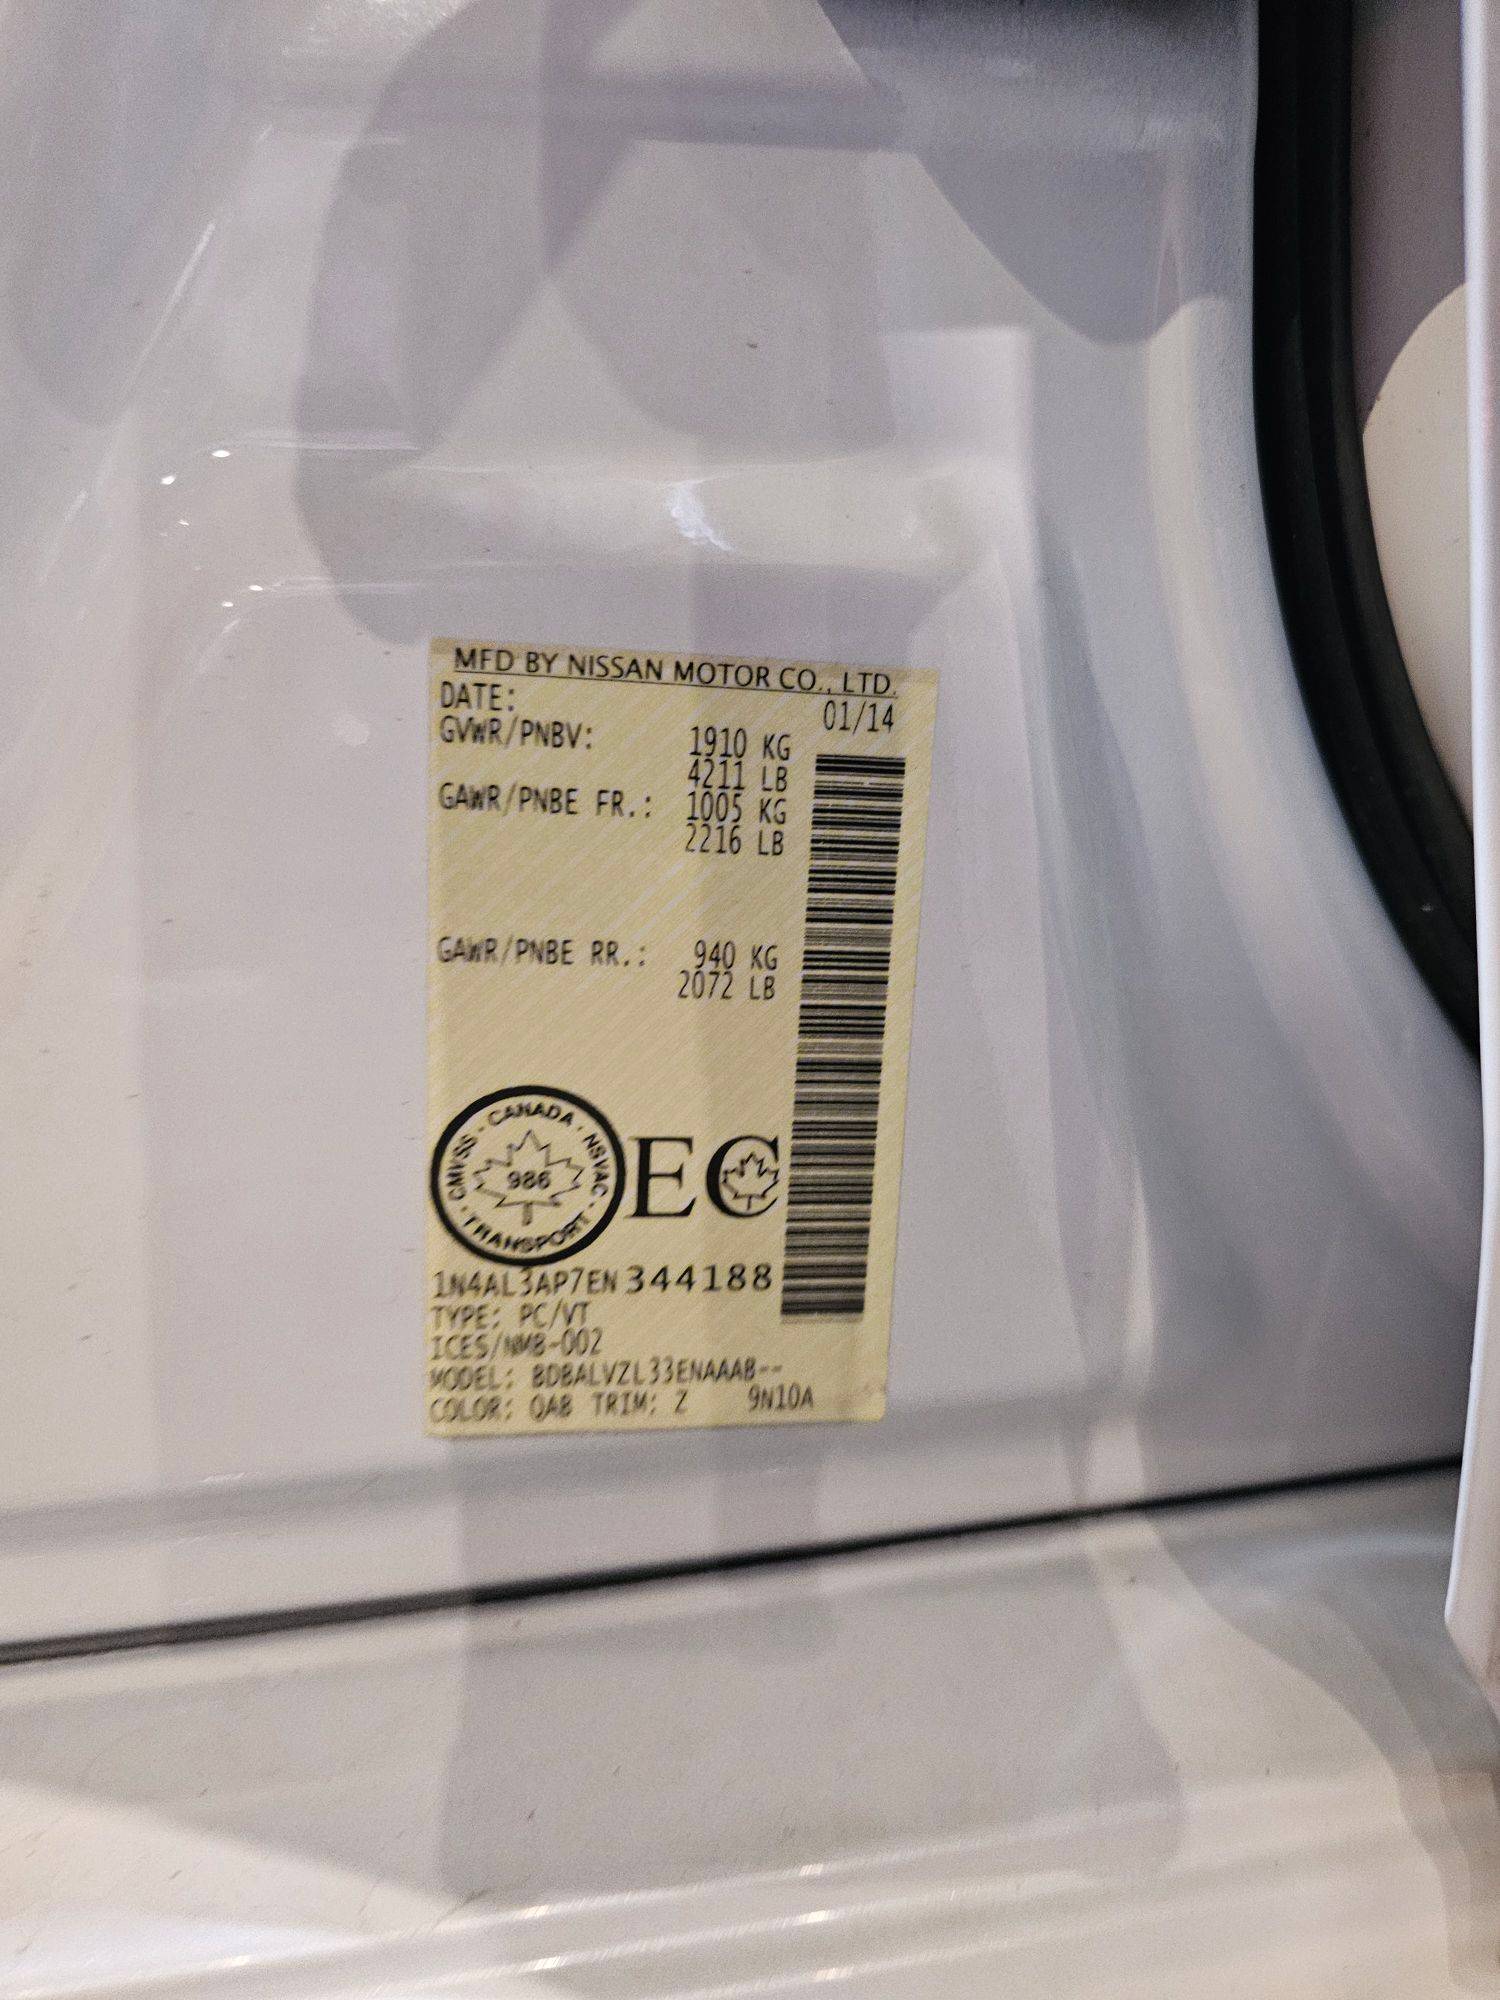 MFD BY NISSAN MOTOR CO., LTD.
DATE: 01/14
GVWR/PNBV: 1910 KG
4211 LB
GAWR/PNBE FR.: 1005 KG
2216 LB
GAWR/PNBE RR.: 940 KG
2072 LB
CANADA · NSVAC · TRANSPORT · CMVSS ·
986
EC
1N4AL3AP7EN344188
TYPE: PC/VT
ICES/NMB-002
MODEL: BDBALVZL33ENAAAB--
COLOR: QAB TRIM: Z 9N10A